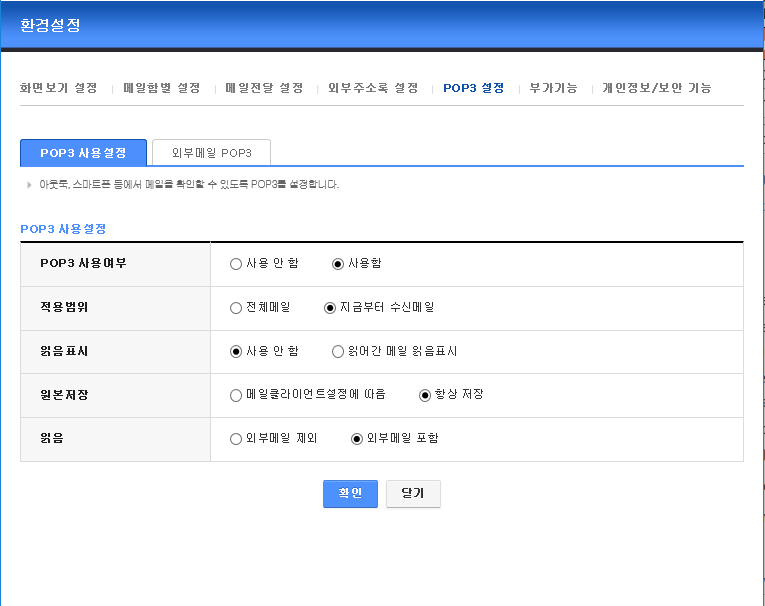 환경설정
화면보기 설정 메일함별 설정 메일전달 설정 외부주소록 설정 POP3 설정 부가기능 개인정보/보안 기능
POP3 사용설정 외부메일 POP3
아웃룩, 스마트폰 등에서 메일을 확인할 수 있도록 POP3를 설정합니다.
POP3 사용설정
POP3 사용여부 사용 안 함 사용함
적용범위 전체메일 지금부터 수신메일
읽음표시 사용 안 함 읽어간 메일 읽음표시
원본저장 메일클라이언트설정에 따름 항상 저장
읽음 외부메일 제외 외부메일 포함
확인 닫기